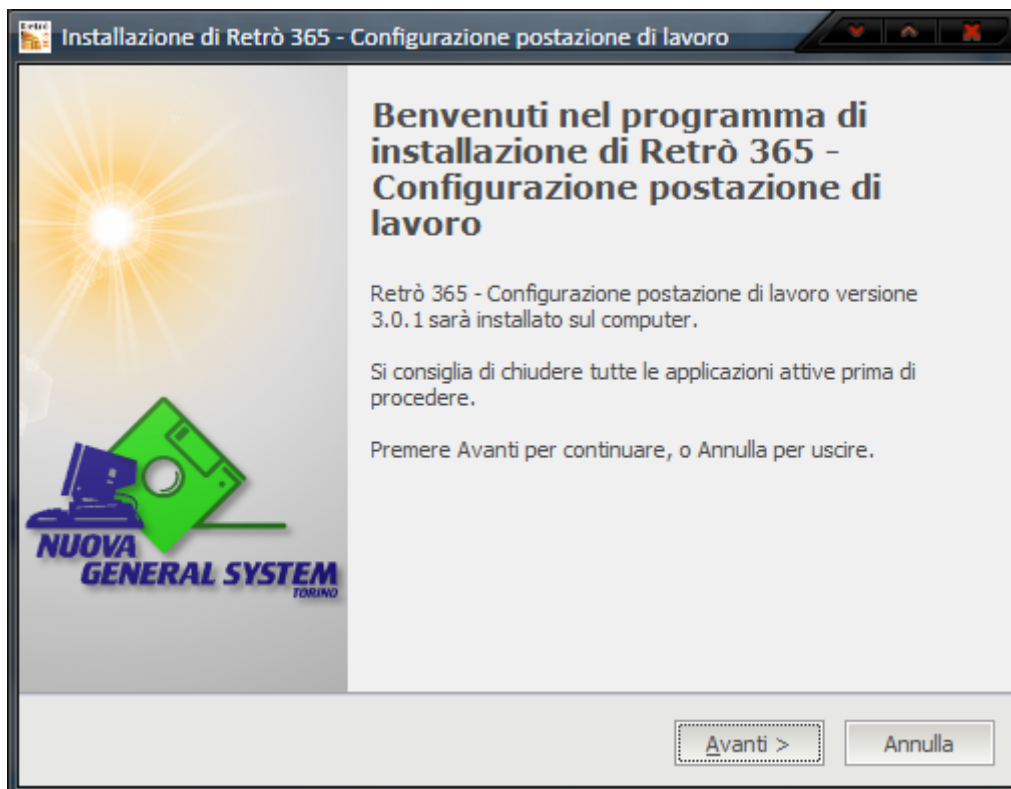 Retrò
Installazione di Retrò 365 - Configurazione postazione di lavoro
Benvenuti nel programma di
installazione di Retrò 365 -
Configurazione postazione di
lavoro
Retrò 365 - Configurazione postazione di lavoro versione
3.0.1 sarà installato sul computer.
Si consiglia di chiudere tutte le applicazioni attive prima di
procedere.
Premere Avanti per continuare, o Annulla per uscire.
NUOVA
GENERAL SYSTEM
TORINO
Avanti >
Annulla